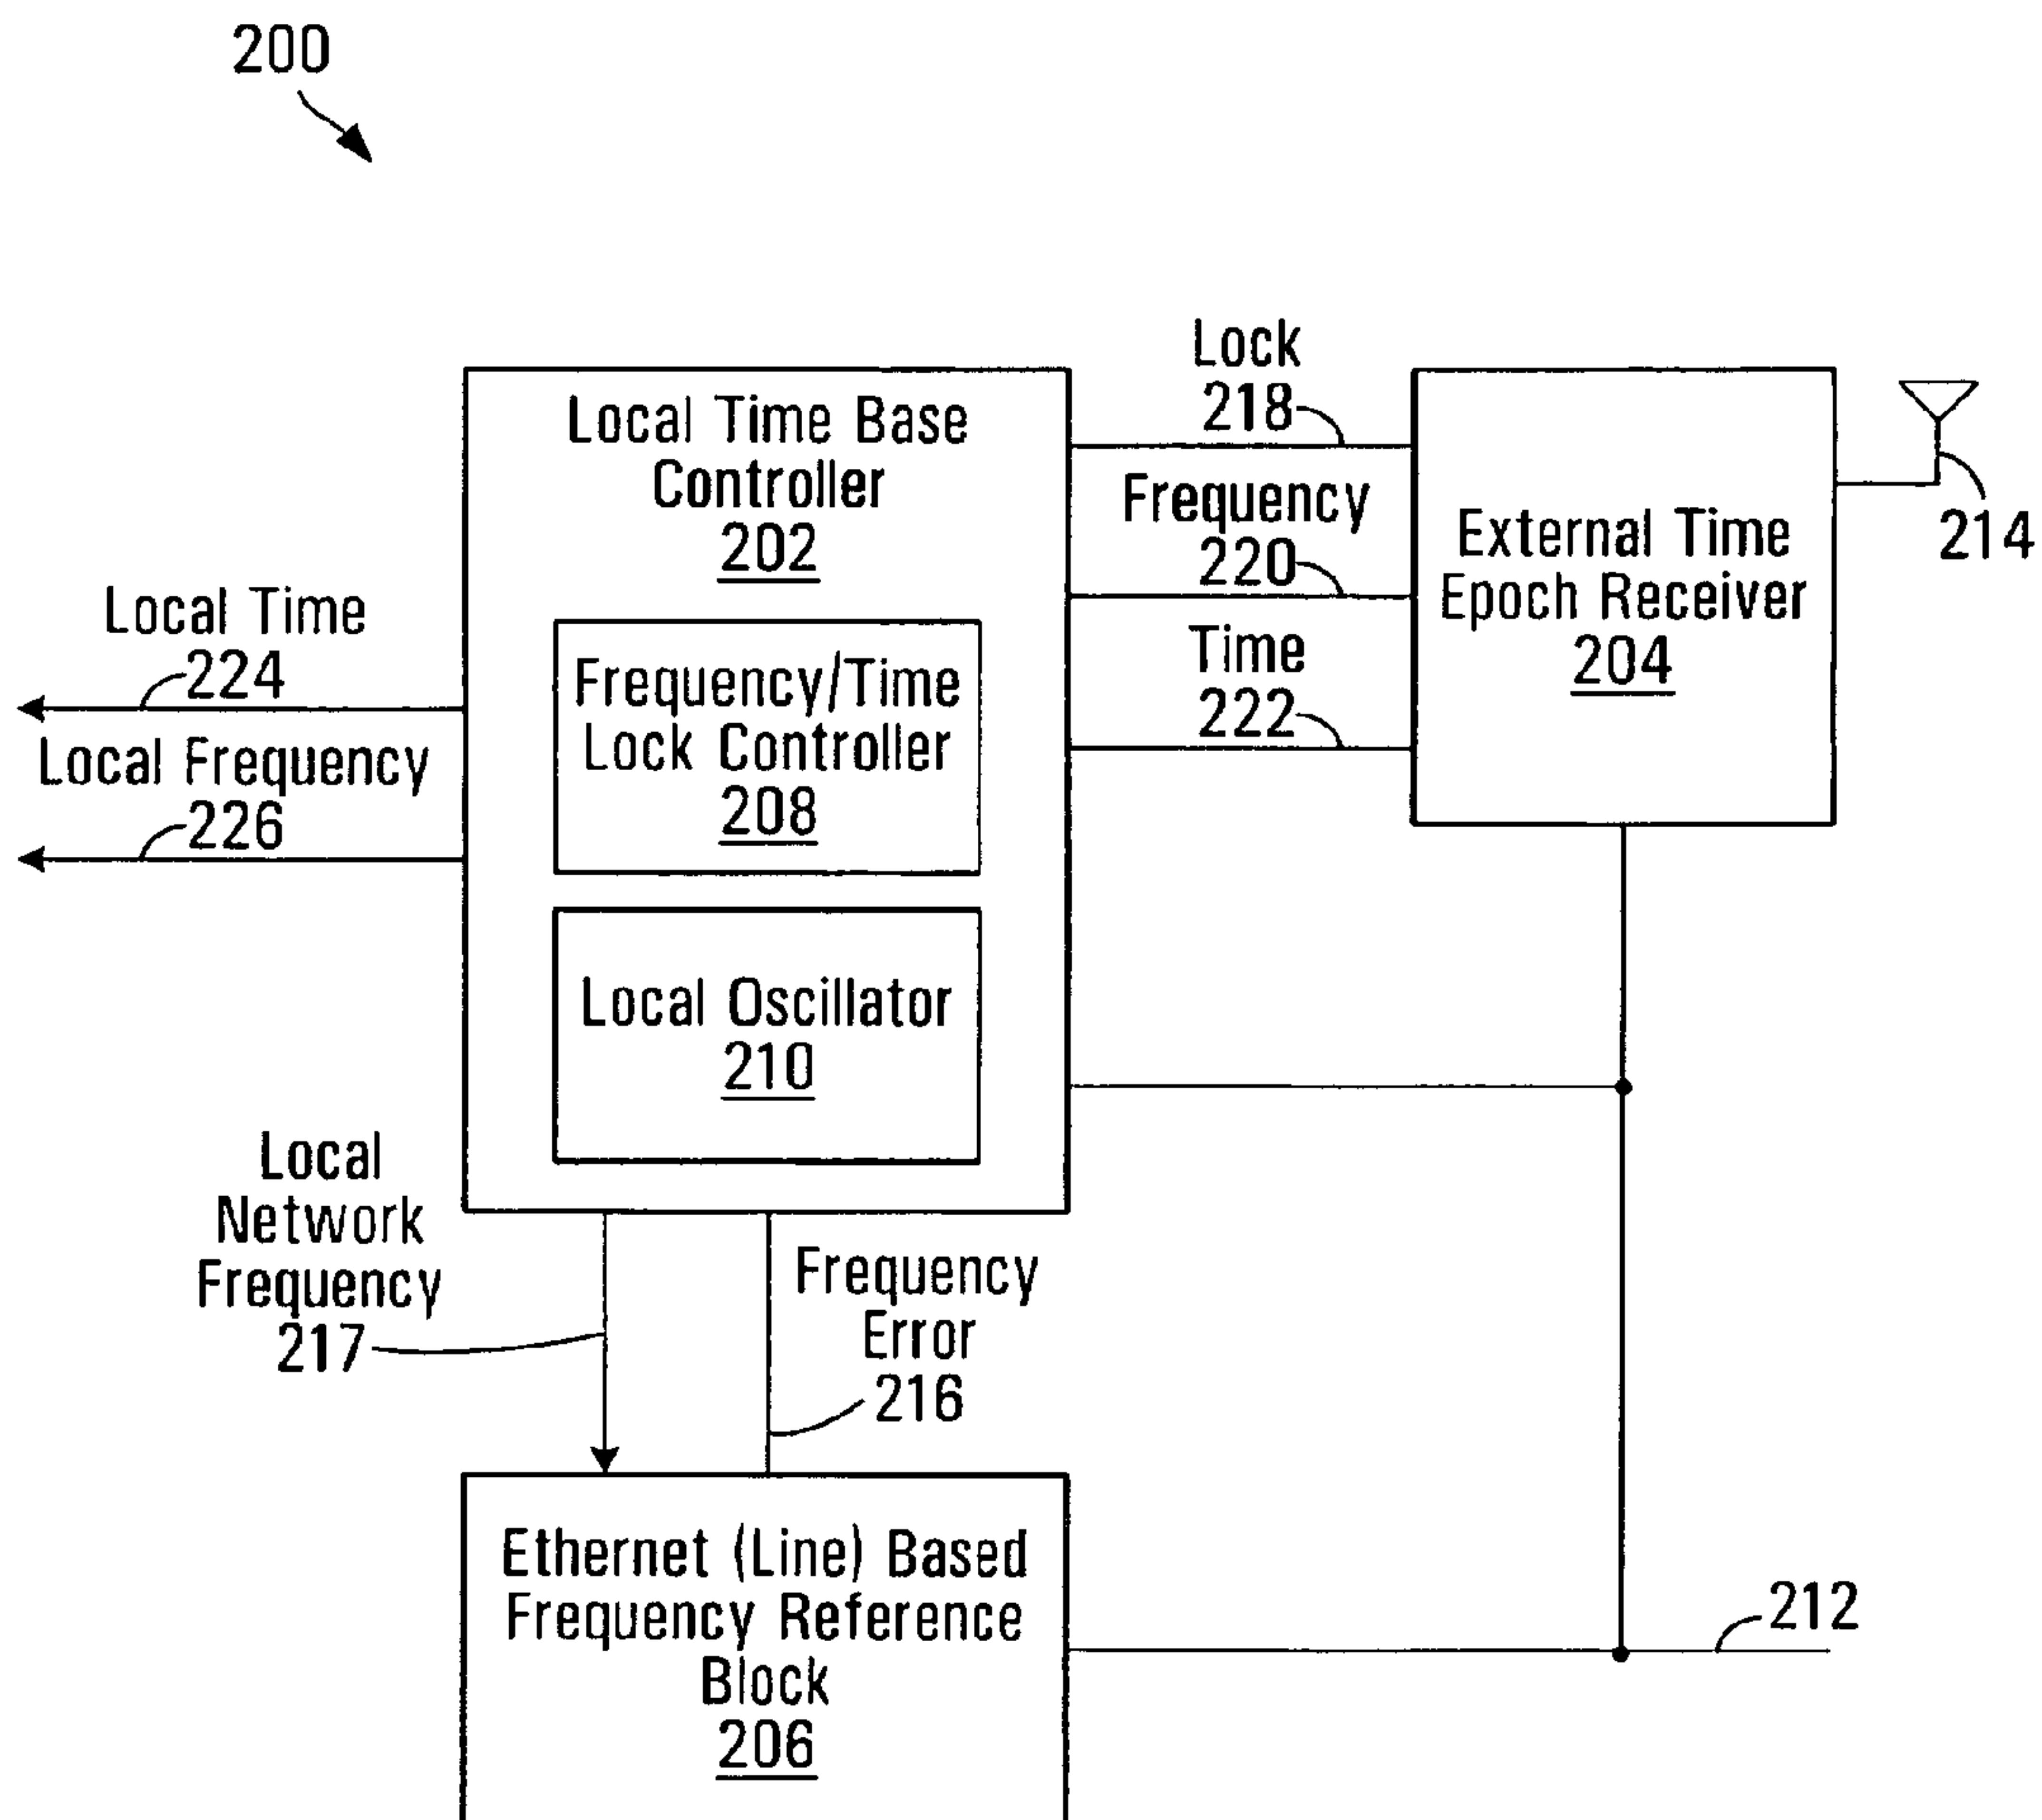 200
Local Time Base
Controller
202
Frequency/Time
Lock Controller
208
Local Oscillator
210
Lock
218
Frequency
220
Time
222
External Time
Epoch Receiver
204
214
Local Time
224
Local Frequency
226
Local
Network
Frequency
217
Frequency
Error
216
Ethernet (Line) Based
Frequency Reference
Block
206
212